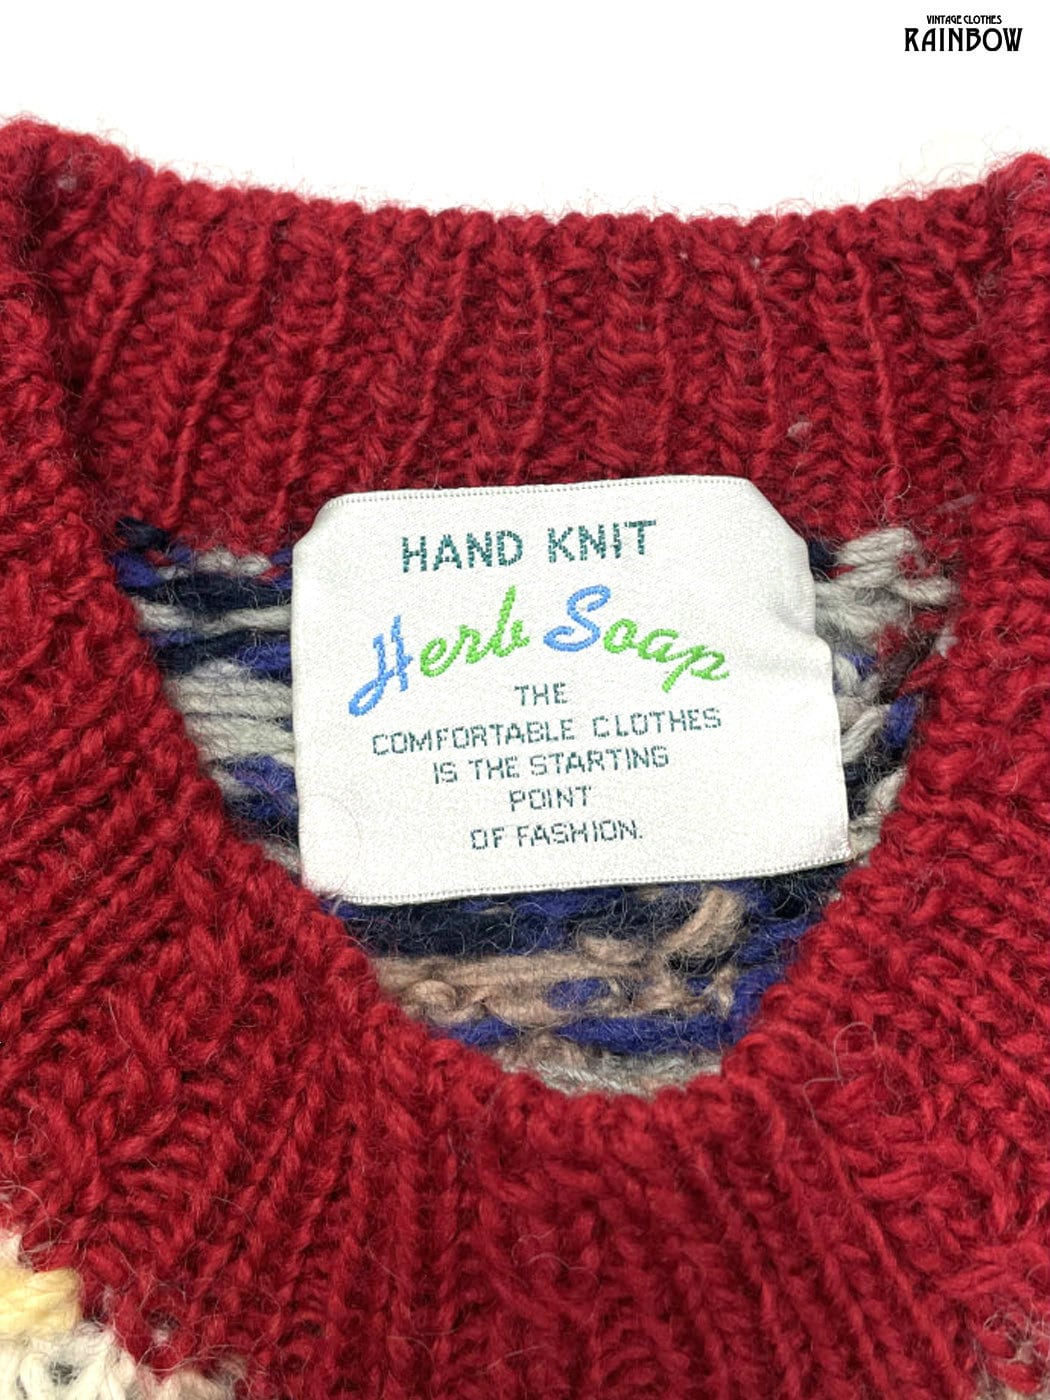 VINTAGE CLOTHES
RAINBOW
HAND KNIT
Herb Soap
THE
COMFORTABLE CLOTHES
IS THE STARTING
POINT
OF FASHION.